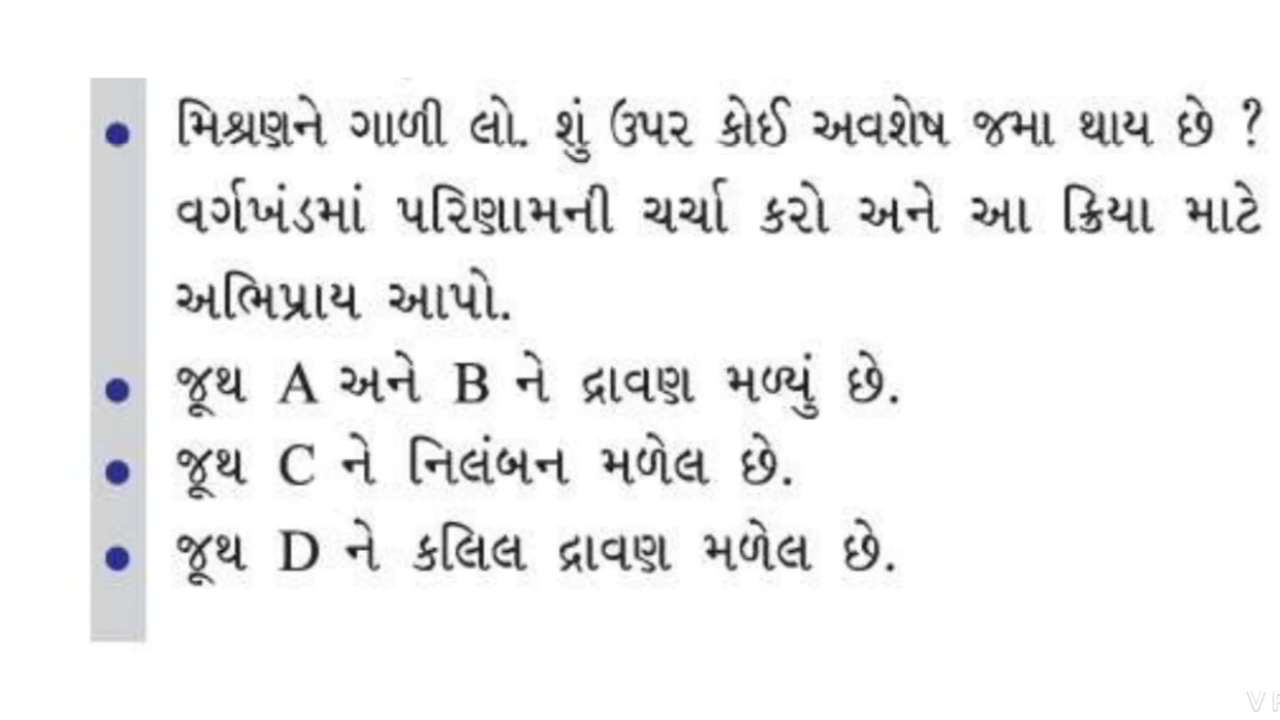 • મિશ્રણને ગાળી લો. શું ઉપર કોઈ અવશેષ જમા થાય છે ?
વર્ગખંડમાં પરિણામની ચર્ચા કરો અને આ ક્રિયા માટે
અભિપ્રાય આપો.
• જૂથ A અને B ને દ્રાવણ મળ્યું છે.
• જૂથ C ને નિલંબન મળેલ છે.
• જૂથ D ને કલિલ દ્રાવણ મળેલ છે.